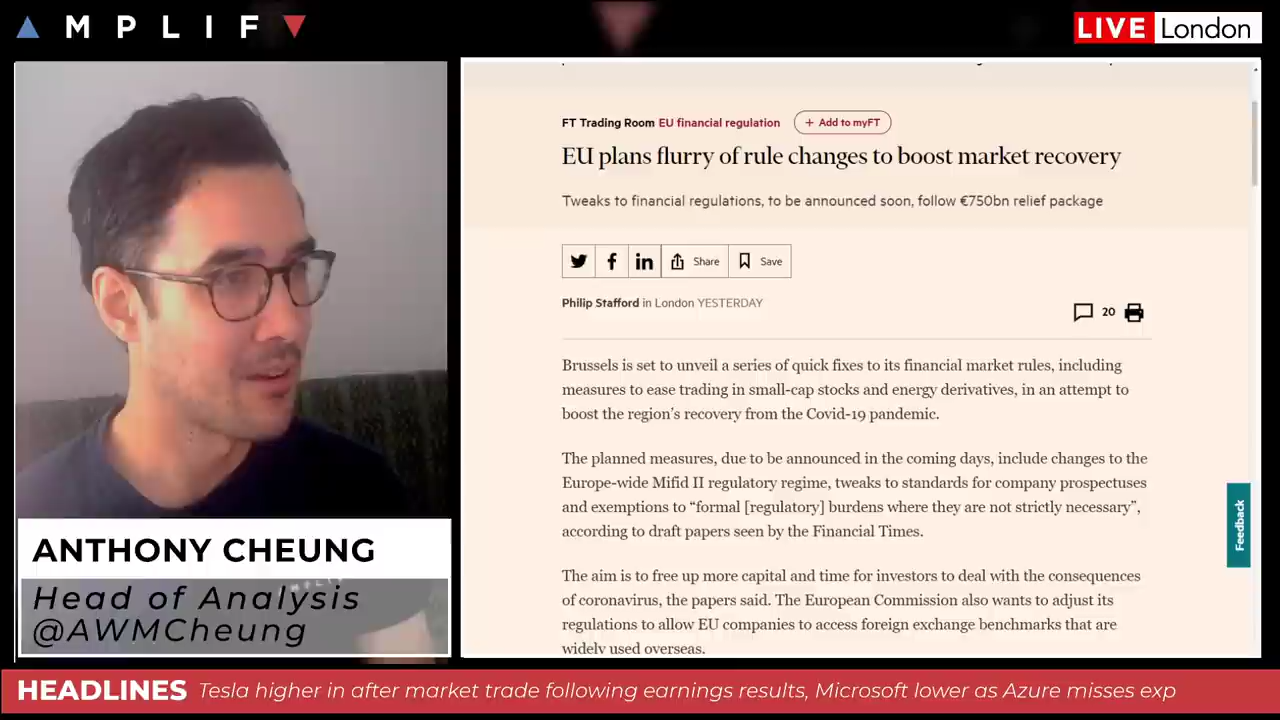 MPLIF
LIVE London
FT Trading Room EU financial regulation + Add to myFT
EU plans flurry of rule changes to boost market recovery
Tweaks to financial regulations, to be announced soon, follow €750bn relief package
Share Save
Philip Stafford in London YESTERDAY
20
Brussels is set to unveil a series of quick fixes to its financial market rules, including
measures to ease trading in small-cap stocks and energy derivatives, in an attempt to
boost the region's recovery from the Covid-19 pandemic.
The planned measures, due to be announced in the coming days, include changes to the
Europe-wide Mifid II regulatory regime, tweaks to standards for company prospectuses
and exemptions to “formal [regulatory] burdens where they are not strictly necessary”,
according to draft papers seen by the Financial Times.
The aim is to free up more capital and time for investors to deal with the consequences
of coronavirus, the papers said. The European Commission also wants to adjust its
regulations to allow EU companies to access foreign exchange benchmarks that are
widely used overseas.
Feedback
ANTHONY CHEUNG
Head of Analysis
@AWMCheung
HEADLINES Tesla higher in after market trade following earnings results, Microsoft lower as Azure misses exp